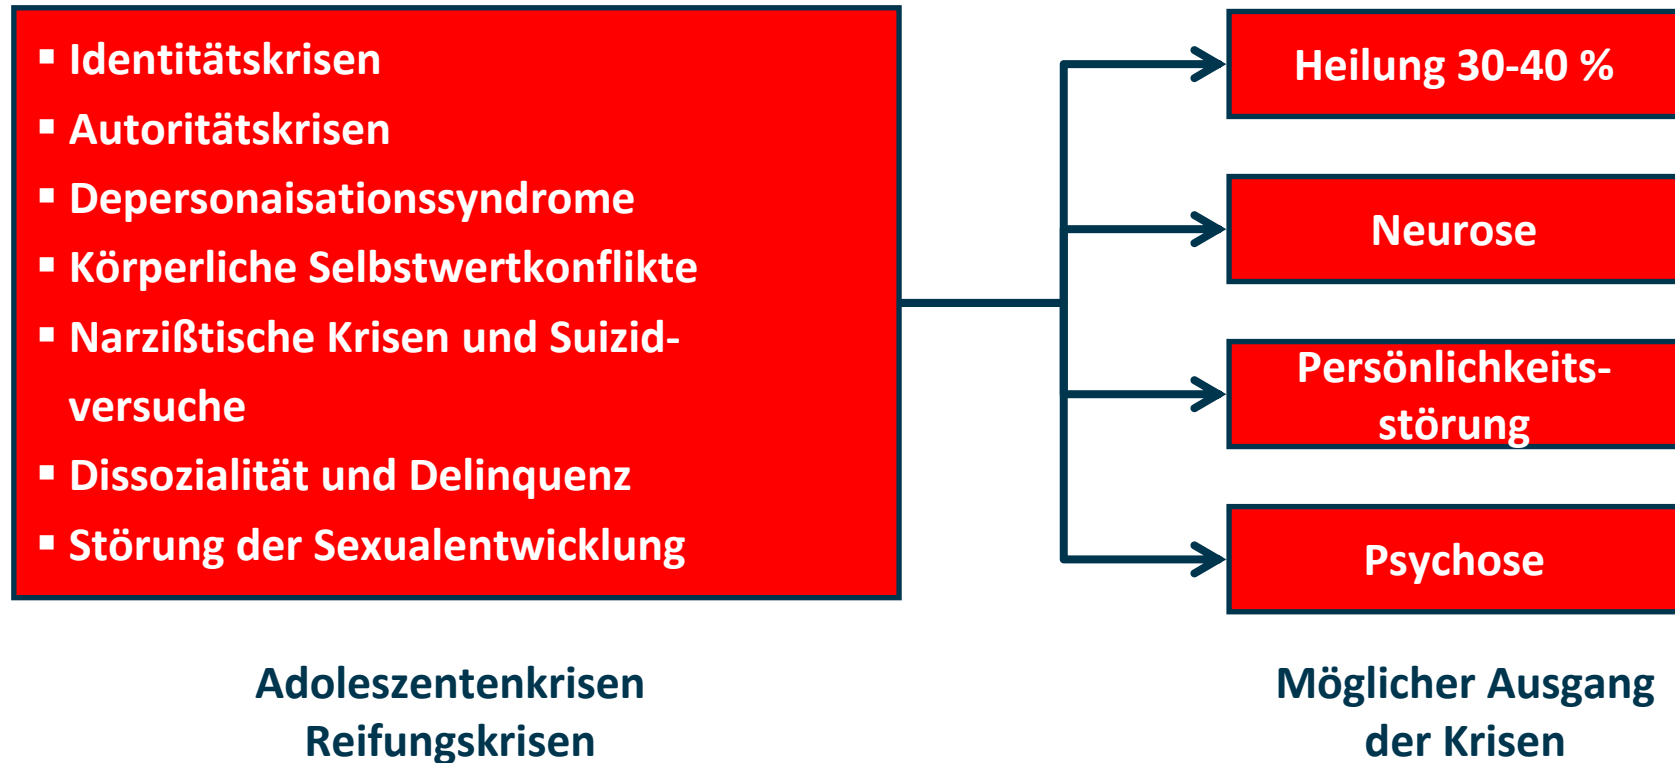 ▪ Identitätskrisen
▪ Autoritätskrisen
▪ Depersonaisationssyndrome
▪ Körperliche Selbstwertkonflikte
▪ Narzißtische Krisen und Suizid-
versuche
▪ Dissozialität und Delinquenz
▪ Störung der Sexualentwicklung
Adoleszentenkrisen
Reifungskrisen
Heilung 30-40 %
Neurose
Persönlichkeits-
störung
Psychose
Möglicher Ausgang
der Krisen